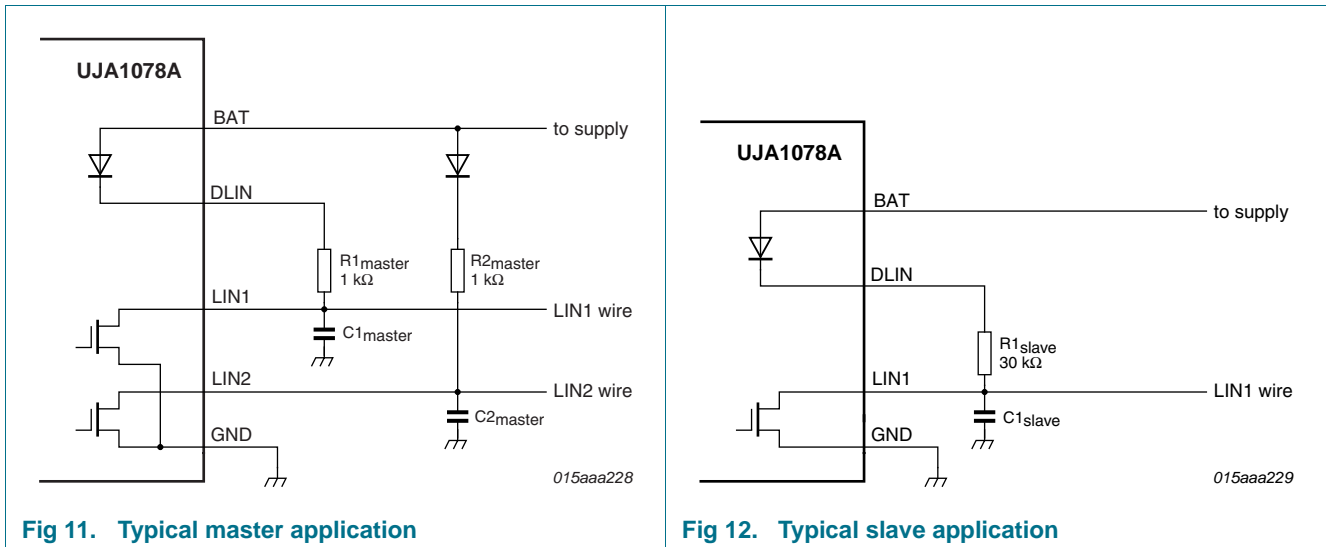 UJA1078A
BAT
to supply
DLIN
R1master
1 kΩ
R2master
1 kΩ
LIN1
LIN1 wire
C1master
LIN2
LIN2 wire
C2master
GND
015aaa228
Fig 11. Typical master application
UJA1078A
BAT
to supply
DLIN
R1slave
30 kΩ
LIN1
LIN1 wire
C1slave
GND
015aaa229
Fig 12. Typical slave application